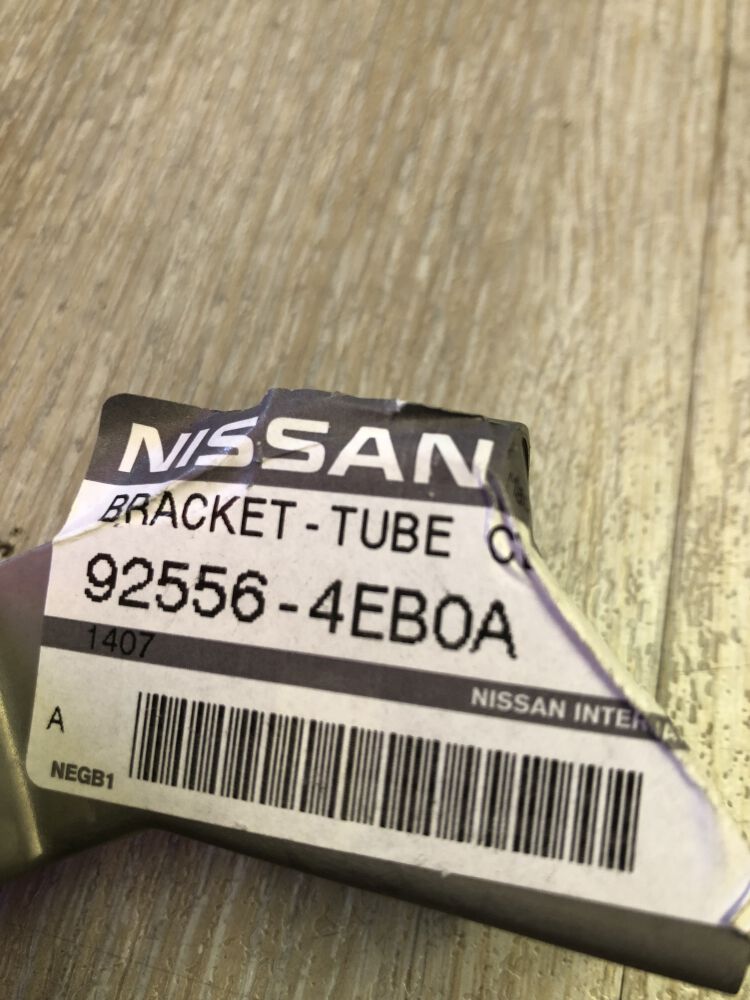 NISSAN
BRACKET-TUBE
92556-4EB0A
1407
NISSAN
A
NEGB1